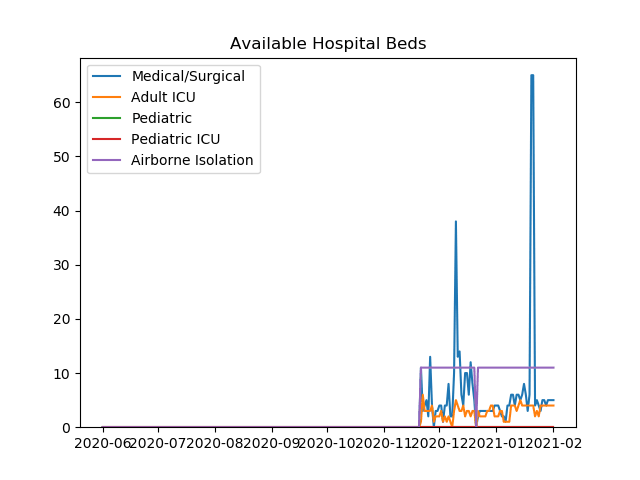 Available Hospital Beds
Medical/Surgical
Adult ICU
Pediatric
Pediatric ICU
Airborne Isolation
60
50
40
30
20
10
0
2020-06 2020-07 2020-08 2020-09 2020-10 2020-11 2020-12 2021-01 2021-02